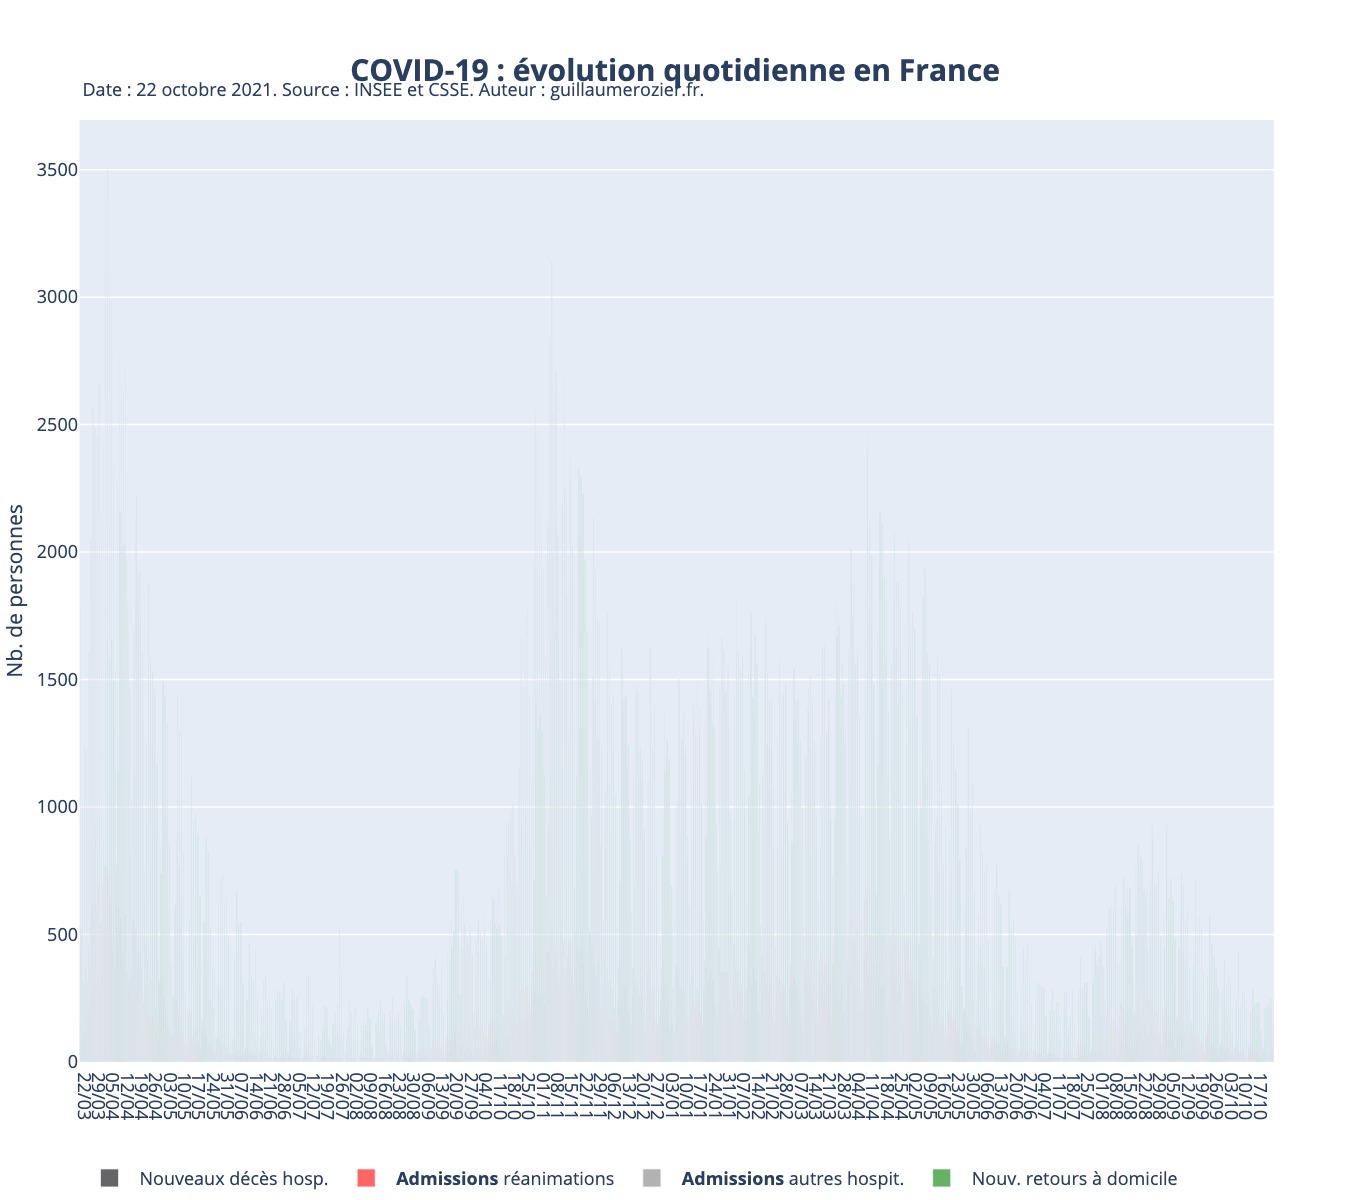 COVID-19 : évolution quotidienne en France
Date : 22 octobre 2021. Source : INSEE et CSSE. Auteur : guillaumerozier.fr.
Nb. de personnes
3500
3000
2500
2000
1500
1000
500
0
22/03 29/03 05/04 12/04 19/04 26/04 03/05 10/05 17/05 24/05 31/05 07/06 14/06 21/06 28/06 05/07 12/07 19/07 26/07 02/08 09/08 16/08 23/08 30/08 06/09 13/09 20/09 27/09 04/10 11/10 18/10 25/10 01/11 08/11 15/11 22/11 29/11 06/12 13/12 20/12 27/12 03/01 10/01 17/01 24/01 31/01 07/02 14/02 21/02 28/02 07/03 14/03 21/03 28/03 04/04 11/04 18/04 25/04 02/05 09/05 16/05 23/05 30/05 06/06 13/06 20/06 27/06 04/07 11/07 18/07 25/07 01/08 08/08 15/08 22/08 29/08 05/09 12/09 19/09 26/09 03/10 10/10 17/10
Nouveaux décès hosp. Admissions réanimations Admissions autres hospit. Nouv. retours à domicile